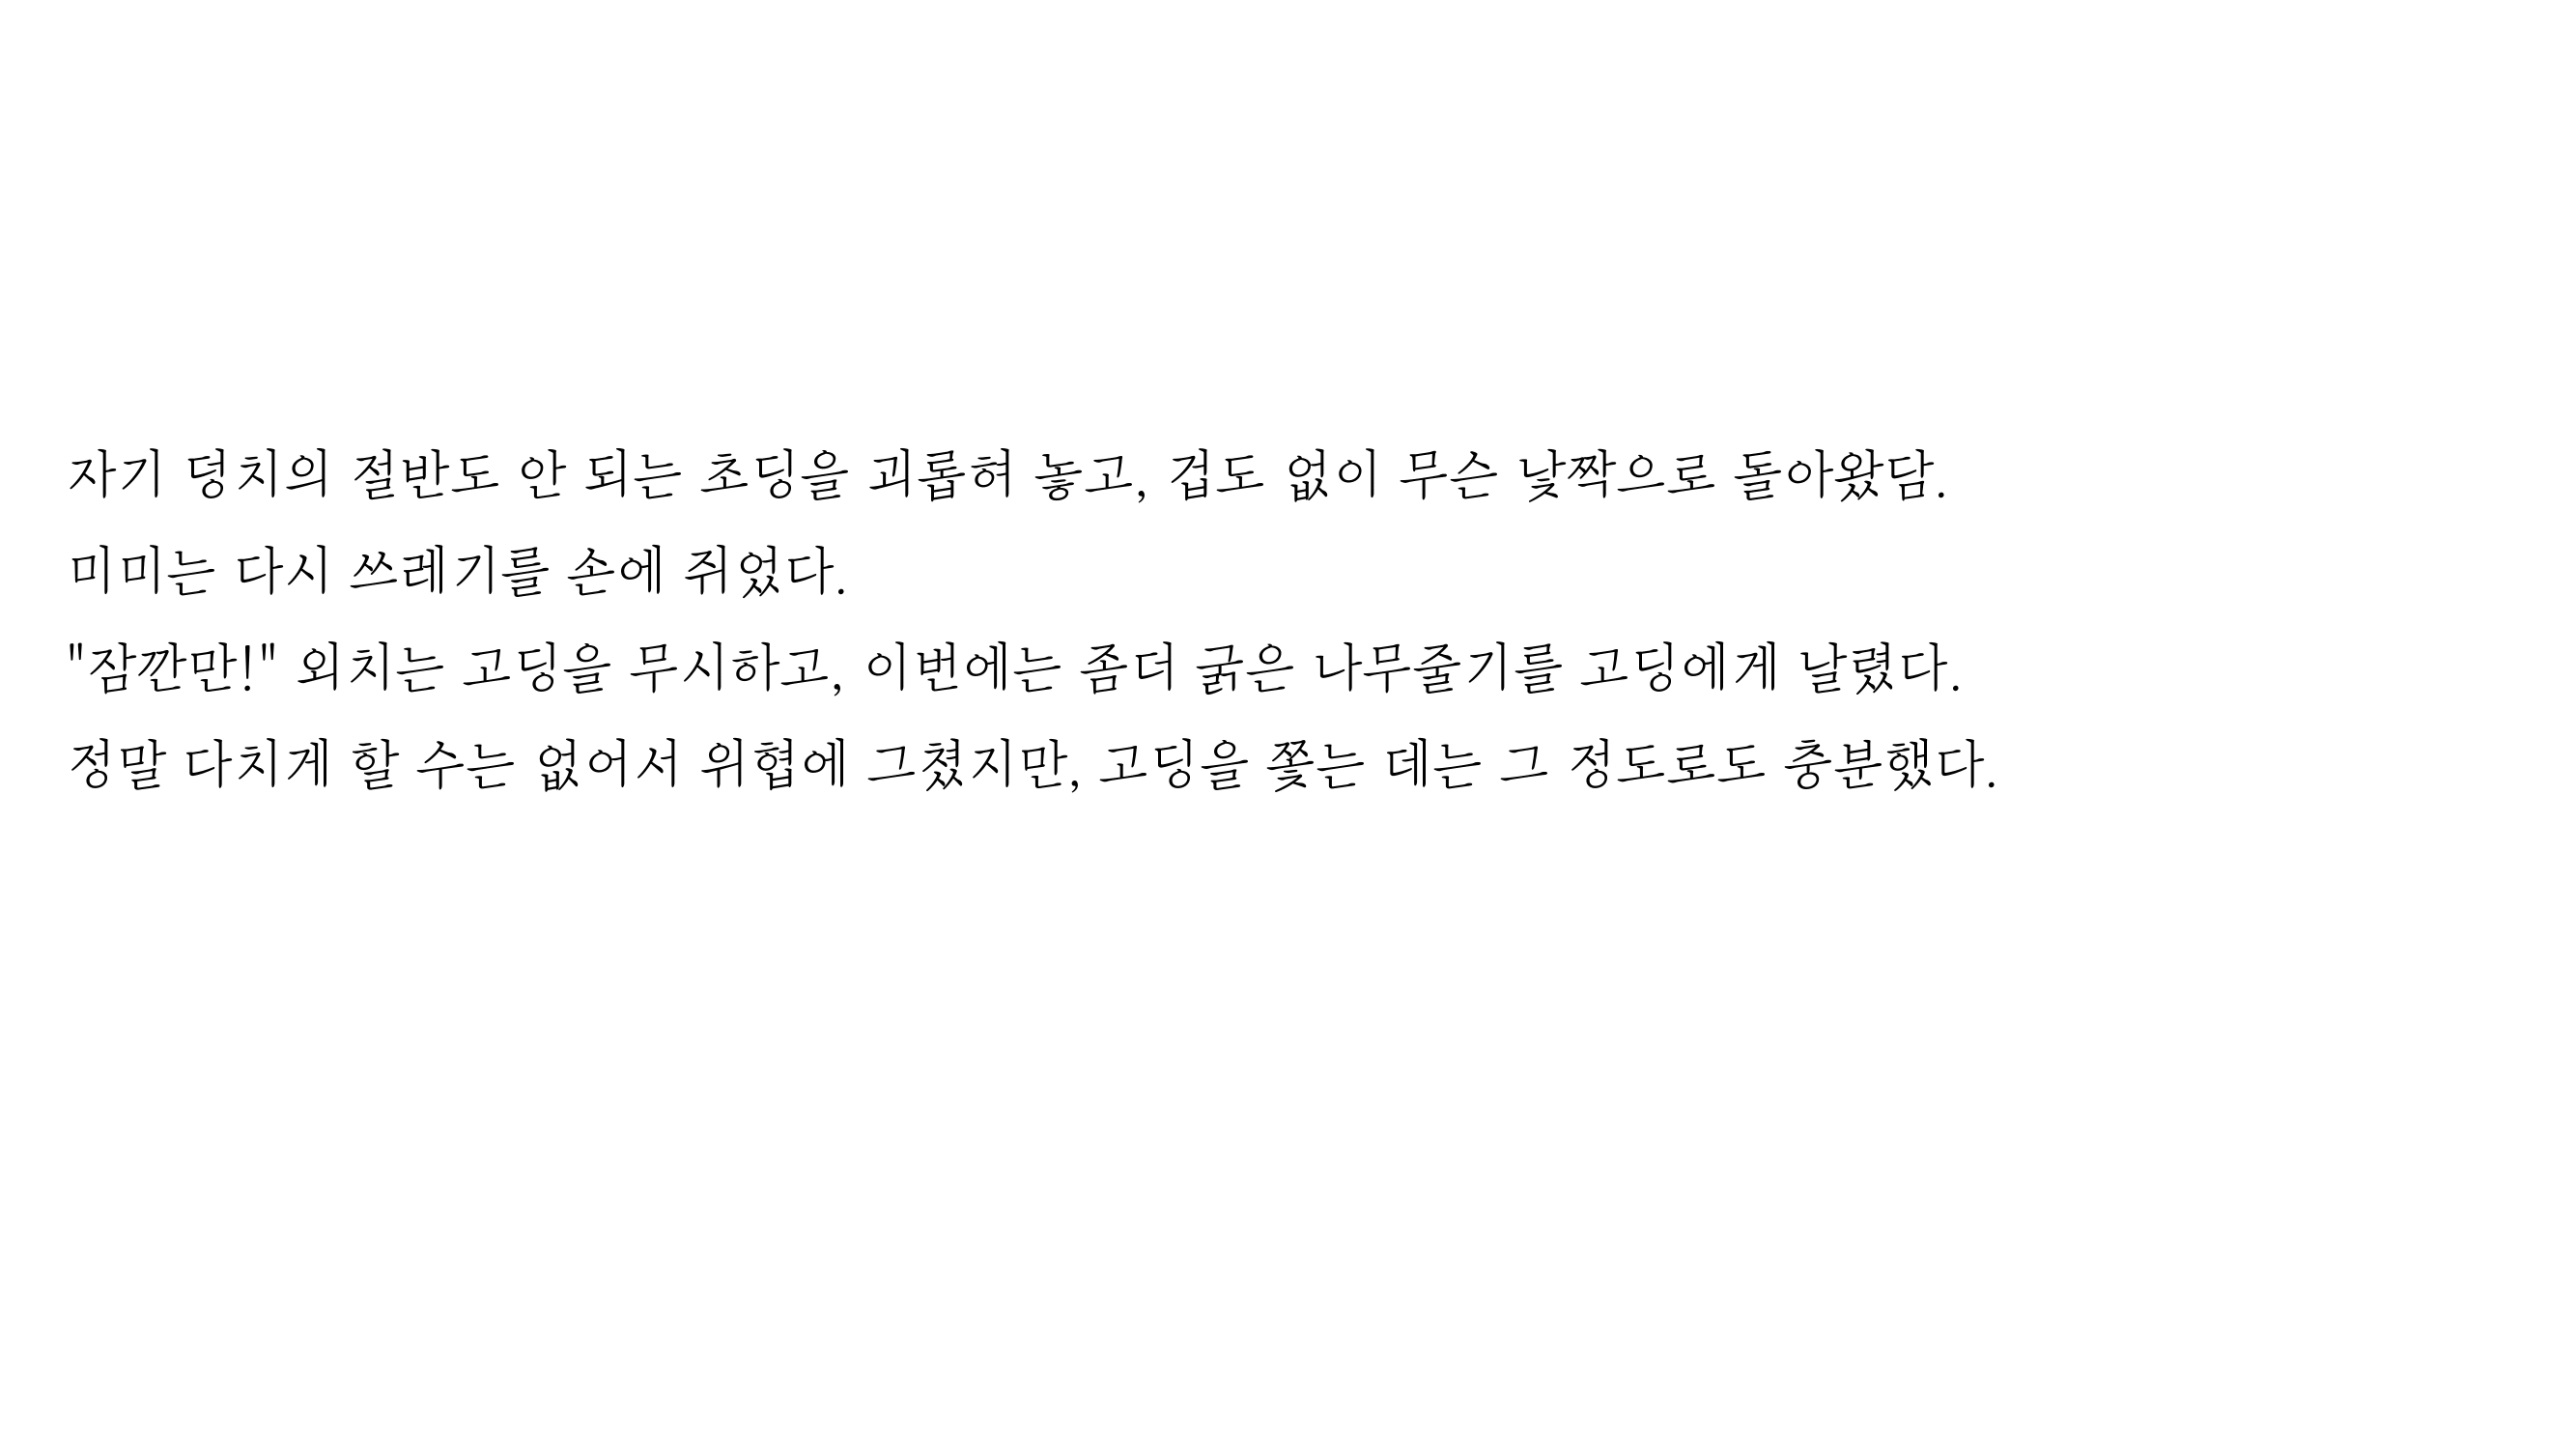 자기 덩치의 절반도 안 되는 초딩을 괴롭혀 놓고, 겁도 없이 무슨 낯짝으로 돌아왔담.
미미는 다시 쓰레기를 손에 쥐었다.
"잠깐만!" 외치는 고딩을 무시하고, 이번에는 좀더 굵은 나무줄기를 고딩에게 날렸다.
정말 다치게 할 수는 없어서 위협에 그쳤지만, 고딩을 쫓는 데는 그 정도로도 충분했다.